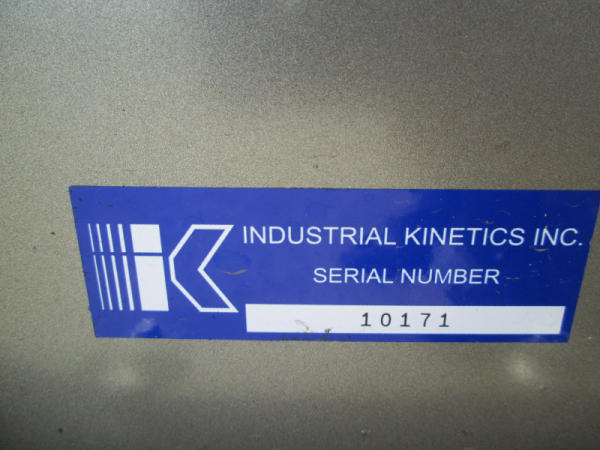 INDUSTRIAL KINETICS INC.
SERIAL NUMBER
10171